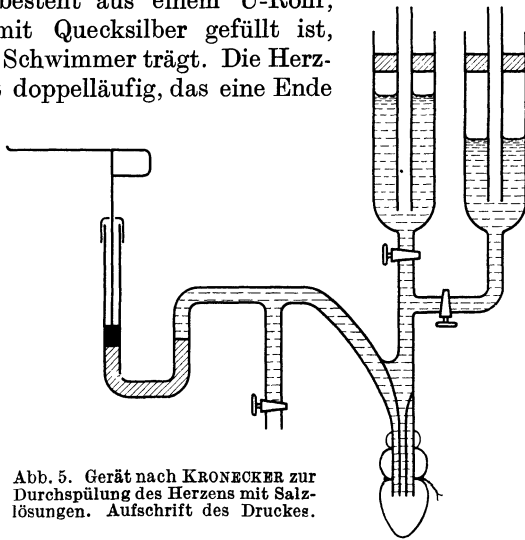 besteht aus einem U-Rohr,
mit Quecksilber gefüllt ist,
Schwimmer trägt. Die Herz-
doppelläufig, das eine Ende
Abb. 5. Gerät nach KRONECKER zur
Durchspülung des Herzens mit Salz-
lösungen. Aufschrift des Druckes.